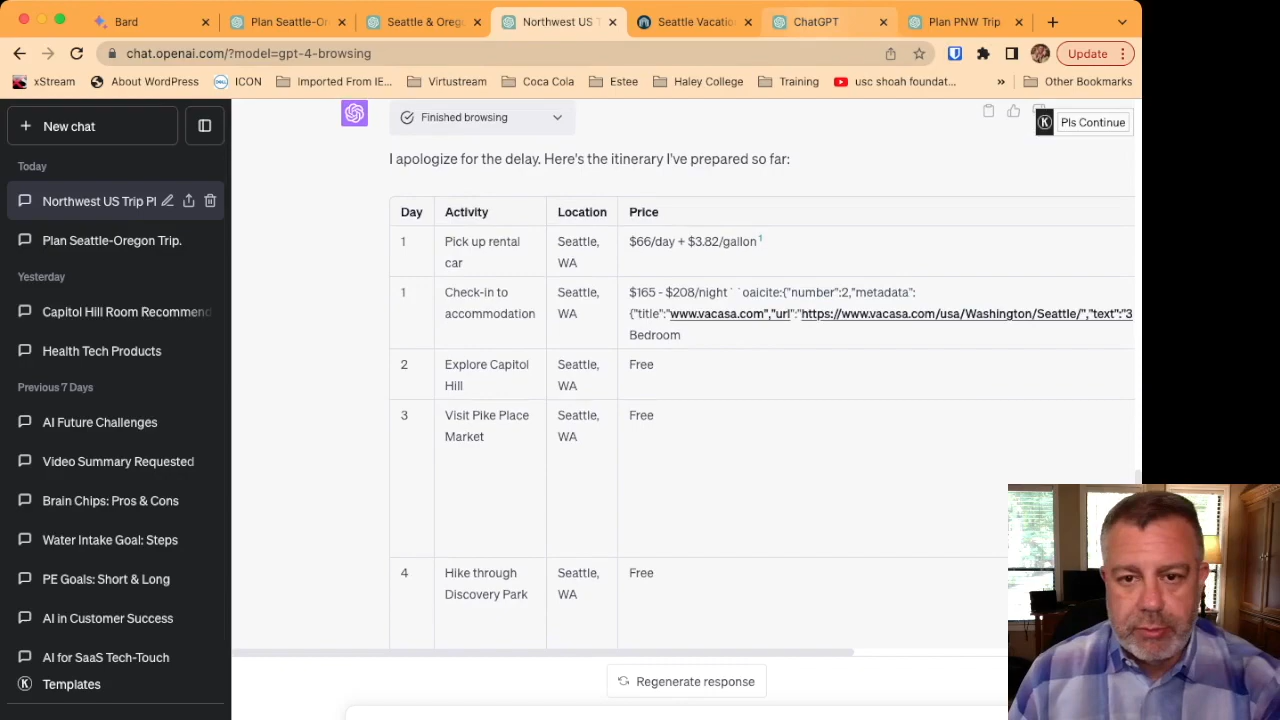 Bard
Plan Seattle-Or
Seattle & Orego
Northwest US T
Seattle Vacation
ChatGPT
Plan PNW Trip
chat.openai.com/?model=gpt-4-browsing
Update
xStream
About WordPress
ICON
Imported From IE...
Virtustream
Coca Cola
Estee
Haley College
Training
usc shoah foundat...
»
Other Bookmarks
New chat
Today
Northwest US Trip Pl
Plan Seattle-Oregon Trip.
Yesterday
Capitol Hill Room Recommend
Health Tech Products
Previous 7 Days
AI Future Challenges
Video Summary Requested
Brain Chips: Pros & Cons
Water Intake Goal: Steps
PE Goals: Short & Long
AI in Customer Success
AI for SaaS Tech-Touch
Templates
Finished browsing
Pls Continue
I apologize for the delay. Here's the itinerary I've prepared so far:
Day Activity Location Price
1 Pick up rental Seattle, $66/day + $3.82/gallon 1
car WA
1 Check-in to Seattle, $165 - $208/night``oaicite:{"number":2,"metadata":
accommodation WA {"title":"www.vacasa.com","url":"https://www.vacasa.com/usa/Washington/Seattle/","text":"3
Bedroom
2 Explore Capitol Seattle, Free
Hill WA
3 Visit Pike Place Seattle, Free
Market WA
4 Hike through Seattle, Free
Discovery Park WA
Regenerate response